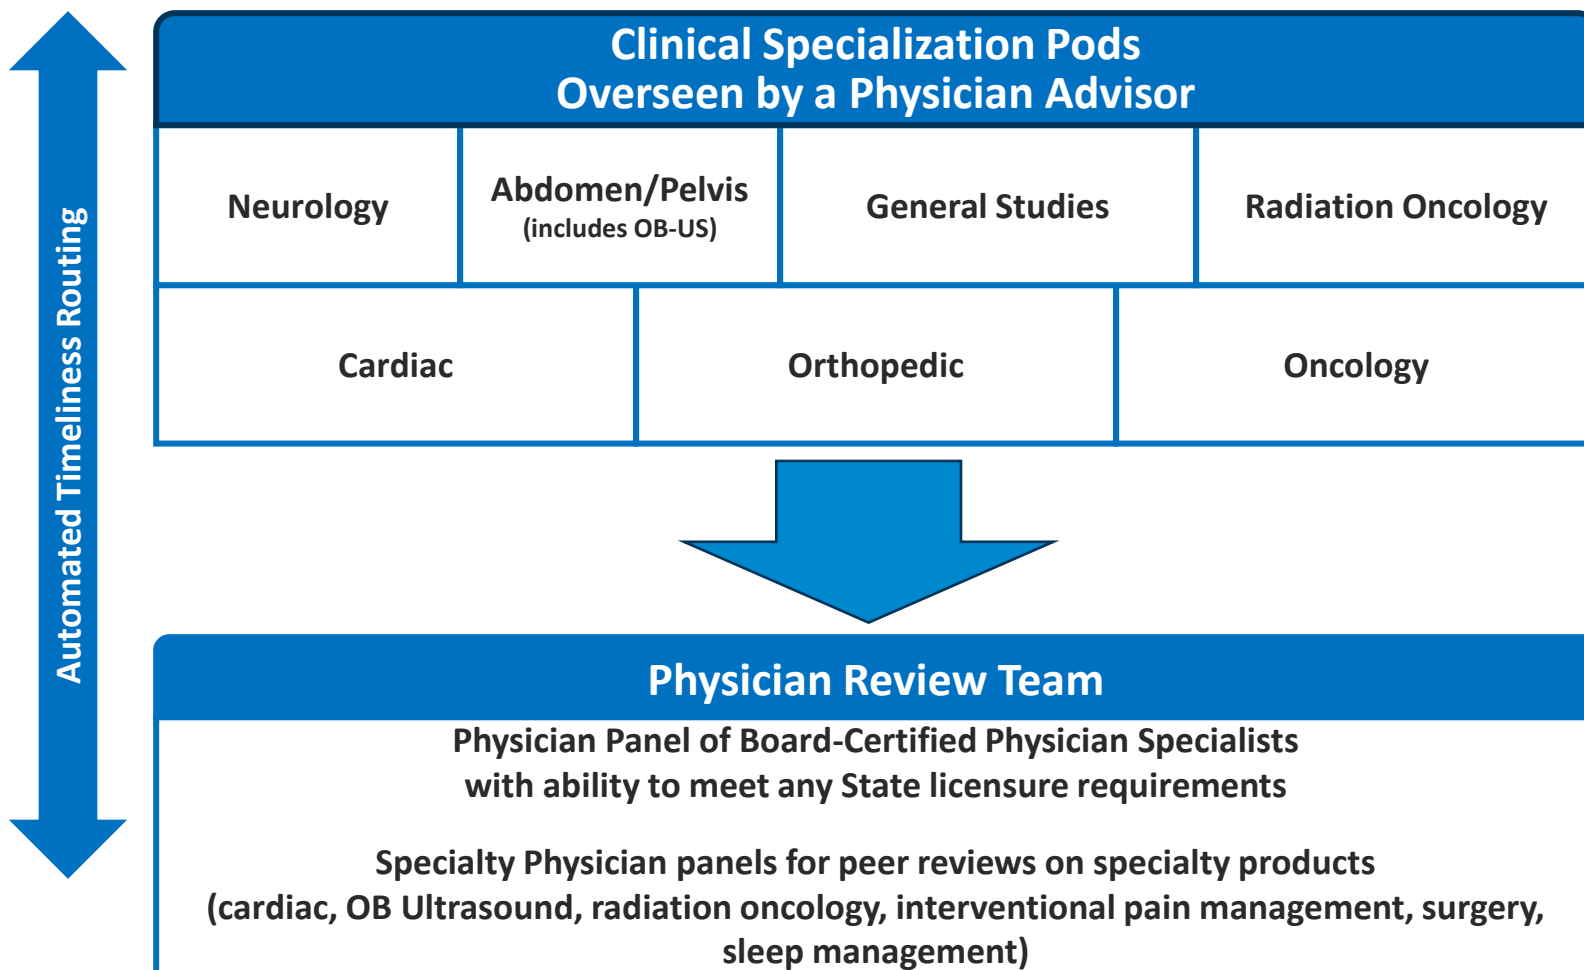 Automated Timeliness Routing
Clinical Specialization Pods
Overseen by a Physician Advisor
Neurology
Abdomen/Pelvis
(includes OB-US)
General Studies
Radiation Oncology
Cardiac
Orthopedic
Oncology
Physician Review Team
Physician Panel of Board-Certified Physician Specialists
with ability to meet any State licensure requirements
Specialty Physician panels for peer reviews on specialty products
(cardiac, OB Ultrasound, radiation oncology, interventional pain management, surgery,
sleep management)